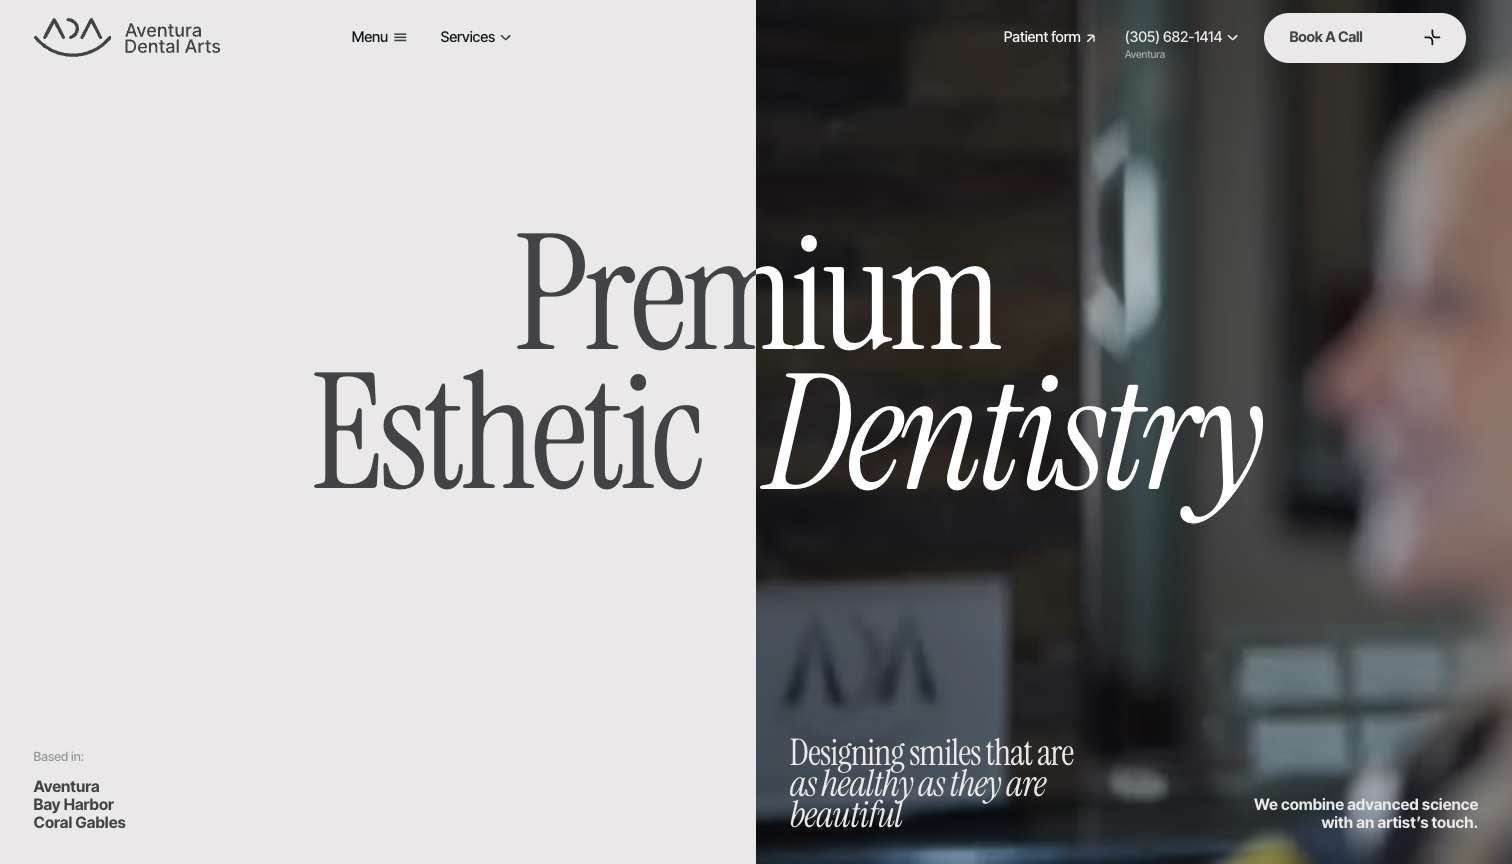 ADA
Aventura
Dental Arts
Menu
Services
Patient form
(305) 682-1414
Aventura
Book A Call
Premium
Esthetic Dentistry
Based in:
Aventura
Bay Harbor
Coral Gables
ADA
Designing smiles that are
as healthy as they are
beautiful
We combine advanced science
with an artist’s touch.